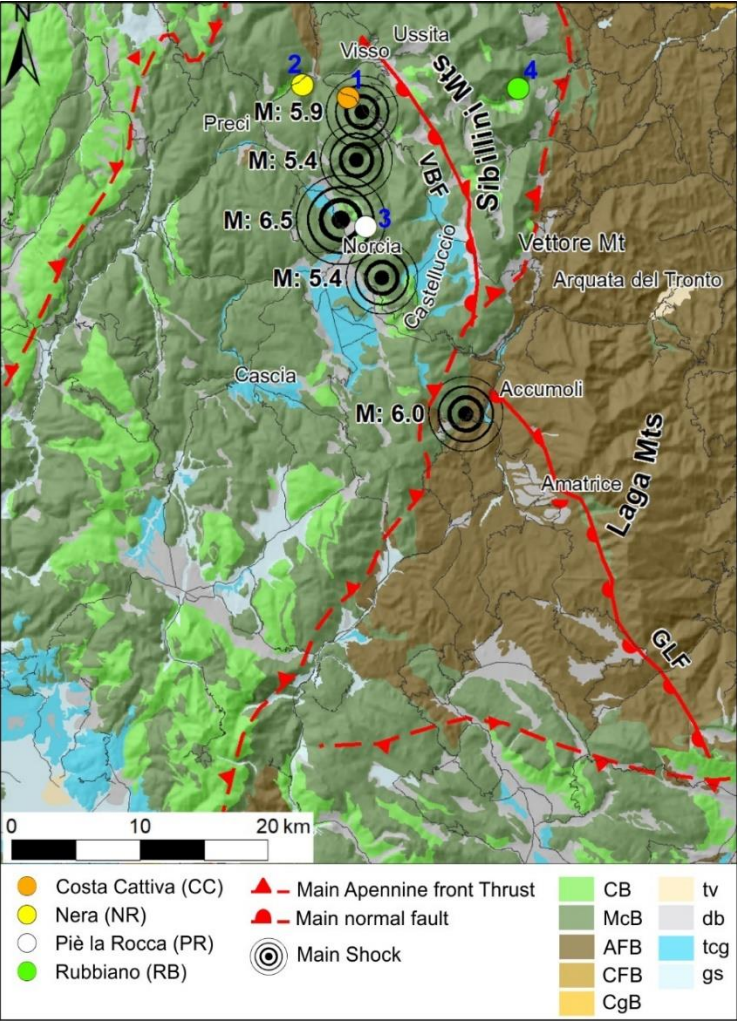 N
Ussita
Visso
2
1
4
M: 5.9
Preci
Sibillini Mts
M: 5.4
VBF
M: 6.5
3
Norcia
Vettore Mt
M: 5.4
Castelluccio
Arquata del Tronto
Cascia
Accumoli
M: 6.0
Laga Mts
Amatrice
GLF
0 10 20 km
Costa Cattiva (CC)
Nera (NR)
Piè la Rocca (PR)
Rubbiano (RB)
Main Apennine front Thrust
Main normal fault
Main Shock
CB
McB
AFB
CFB
CgB
tv
db
tcg
gs